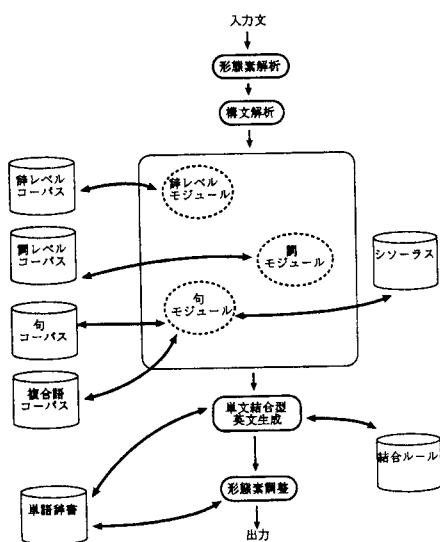 入力文
形態素解析
構文解析
辞レベル
コーパス
辞レベル
モジュール
詞レベル
コーパス
詞
モジュール
シソーラス
句
コーパス
句
モジュール
複合語
コーパス
単文結合型
英文生成
結合ルール
単語辞書
形態素調整
出力